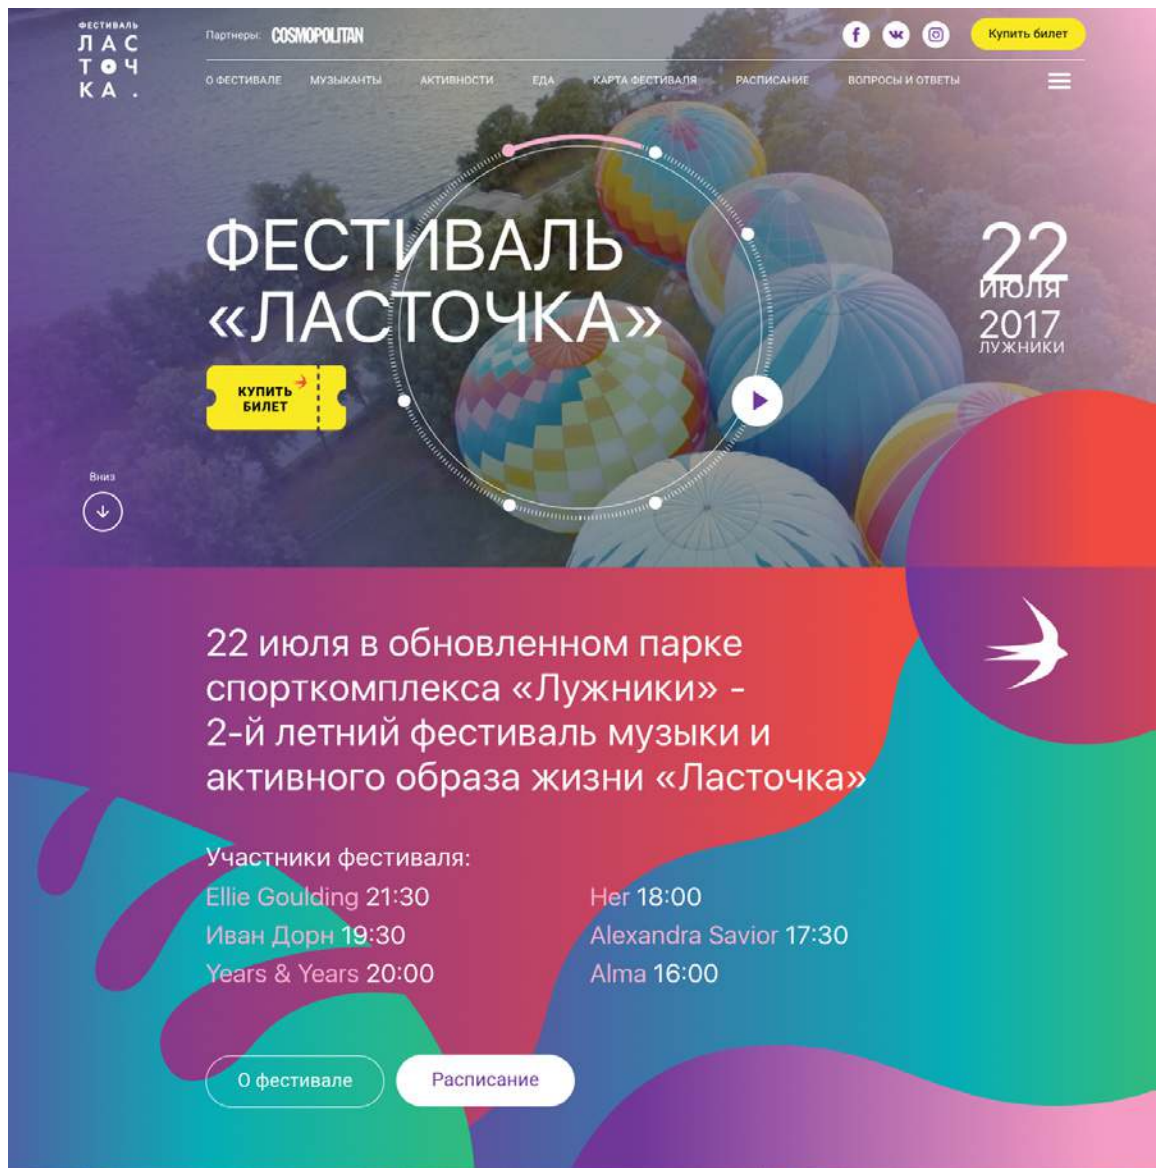 ФЕСТИВАЛЬ
ЛАС
ТОЧ
КА.
Партнеры: COSMOPOLITAN
Купить билет
О ФЕСТИВАЛЕ МУЗЫКАНТЫ АКТИВНОСТИ ЕДА КАРТА ФЕСТИВАЛЯ РАСПИСАНИЕ ВОПРОСЫ И ОТВЕТЫ
ФЕСТИВАЛЬ
«ЛАСТОЧКА»
22
ИЮЛЯ
2017
ЛУЖНИКИ
КУПИТЬ
БИЛЕТ
Вниз
22 июля в обновленном парке
спорткомплекса «Лужники» -
2-й летний фестиваль музыки и
активного образа жизни «Ласточка»
Участники фестиваля:
Ellie Goulding 21:30
Иван Дорн 19:30
Years & Years 20:00
Her 18:00
Alexandra Savior 17:30
Alma 16:00
О фестивале
Расписание